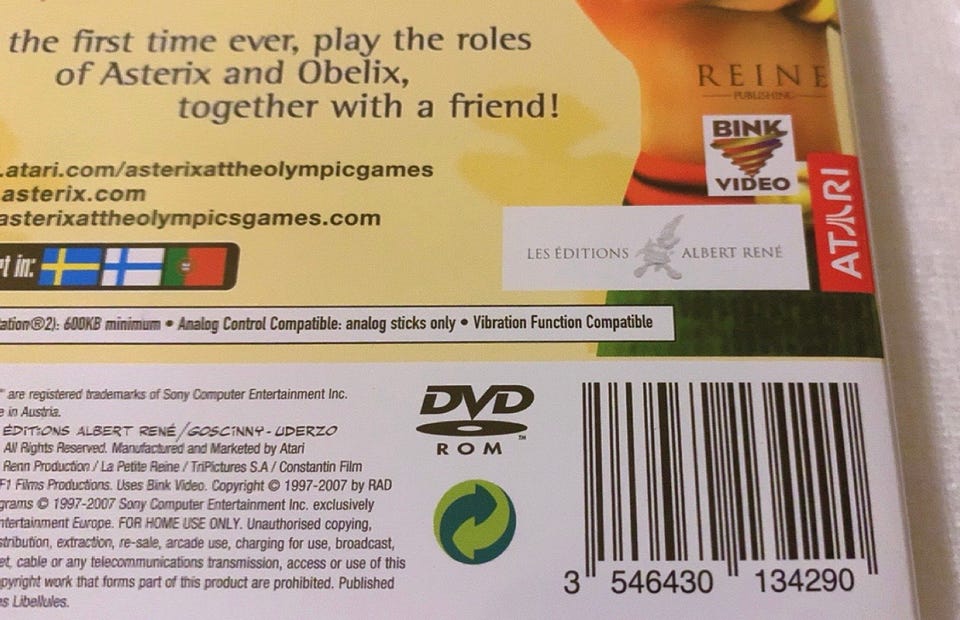 the first time ever, play the roles
of Asterix and Obelix,
together with a friend!
REINE
PUBLISHING
BINK
VIDEO
.atari.com/asterixattheolympicgames
.asterix.com
asterixattheolympicsgames.com
ATARI
LES ÉDITIONS ALBERT RENÉ
rt in:
tation®2): 600KB minimum • Analog Control Compatible: analog sticks only • Vibration Function Compatible
" are registered trademarks of Sony Computer Entertainment Inc.
e in Austria.
ÉDITIONS ALBERT RENÉ/GOSCINNY-UDERZO
All Rights Reserved. Manufactured and Marketed by Atari
Renn Production / La Petite Reine / TriPictures S.A / Constantin Film
F1 Films Productions. Uses Bink Video. Copyright © 1997-2007 by RAD
grams © 1997-2007 Sony Computer Entertainment Inc. exclusively
ntertainment Europe. FOR HOME USE ONLY. Unauthorised copying,
stribution, extraction, re-sale, arcade use, charging for use, broadcast,
et, cable or any telecommunications transmission, access or use of this
pyright work that forms part of this product are prohibited. Published
s Libellules.
DVD
ROM
3 546430 134290